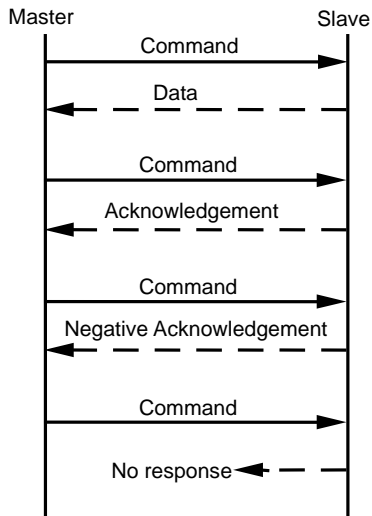 Master Slave
Command
Data
Command
Acknowledgement
Command
Negative Acknowledgement
Command
No response